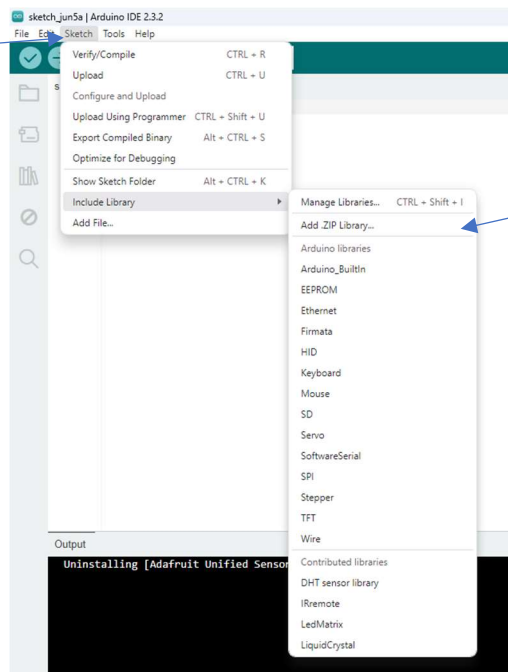 sketch_jun5a | Arduino IDE 2.3.2
File Edit Sketch Tools Help
Verify/Compile CTRL + R
Upload CTRL + U
Configure and Upload
Upload Using Programmer CTRL + Shift + U
Export Compiled Binary Alt + CTRL + S
Optimize for Debugging
Show Sketch Folder Alt + CTRL + K
Include Library
Add File...
Manage Libraries... CTRL + Shift + I
Add .ZIP Library...
Arduino libraries
Arduino_BuiltIn
EEPROM
Ethernet
Firmata
HID
Keyboard
Mouse
SD
Servo
SoftwareSerial
SPI
Stepper
TFT
Wire
Contributed libraries
DHT sensor library
IRremote
LedMatrix
LiquidCrystal
Output
Uninstalling [Adafruit Unified Sensor